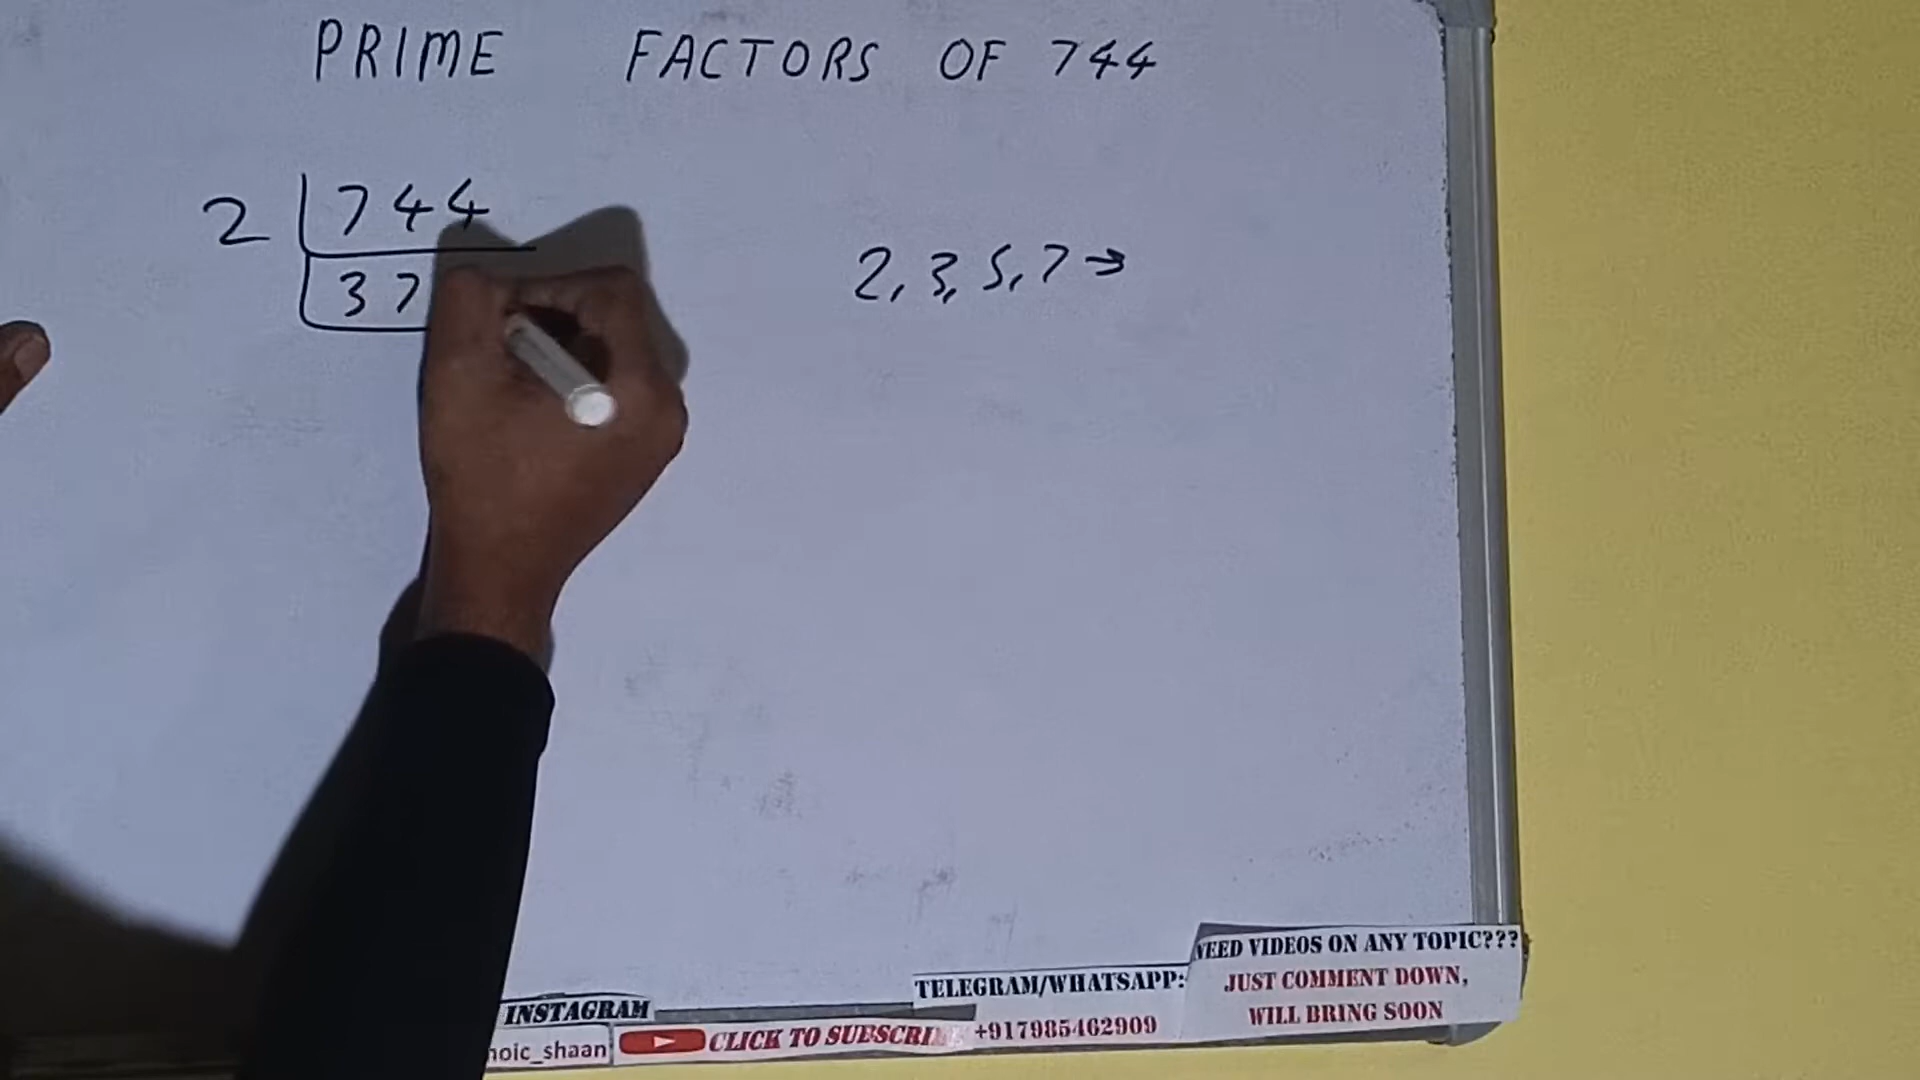 PRIME FACTORS OF 744
2 744
37
2, 3, 5, 7 →
NEED VIDEOS ON ANY TOPIC???
JUST COMMENT DOWN,
WILL BRING SOON
TELEGRAM/WHATSAPP:
+917985462909
INSTAGRAM
hoic_shaan
CLICK TO SUBSCRI